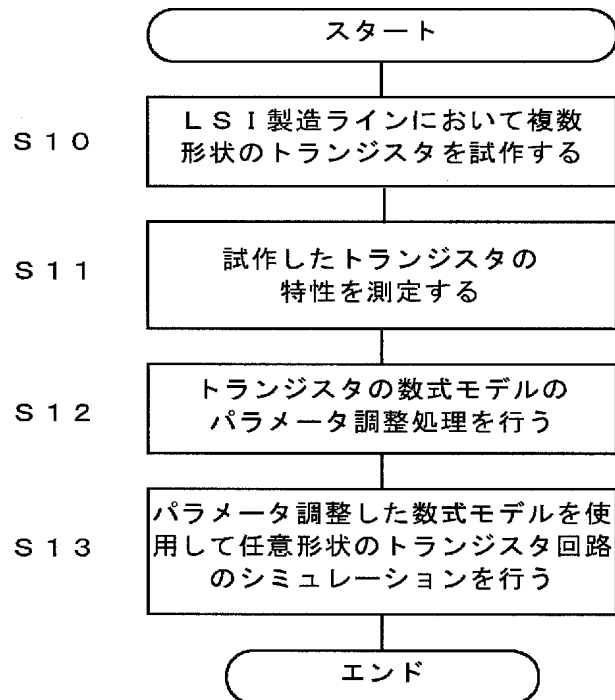 スタート
S10
LSI製造ラインにおいて複数
形状のトランジスタを試作する
S11
試作したトランジスタの
特性を測定する
S12
トランジスタの数式モデルの
パラメータ調整処理を行う
S13
パラメータ調整した数式モデルを使
用して任意形状のトランジスタ回路
のシミュレーションを行う
エンド